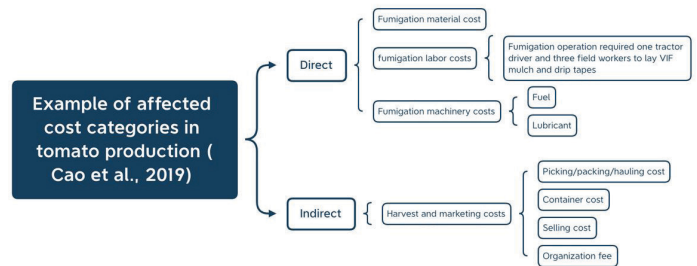 Example of affected
cost categories in
tomato production (
Cao et al., 2019)
Direct
Fumigation material cost
fumigation labor costs
Fumigation operation required one tractor
driver and three field workers to lay VIF
mulch and drip tapes
Fumigation machinery costs
Fuel
Lubricant
Indirect
Harvest and marketing costs
Picking/packing/hauling cost
Container cost
Selling cost
Organization fee